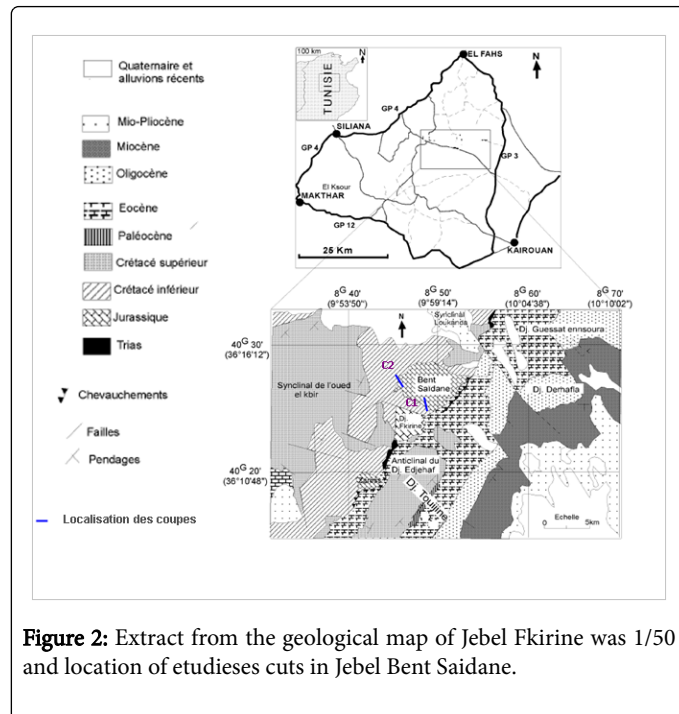 Quaternaire et
alluvions récents
Mio-Pliocène
Miocène
Oligocène
Eocène
Paléocène
Crétacé supérieur
Crétacé inférieur
Jurassique
Trias
Chevauchements
Failles
Pendages
Localisation des coupes
100 km
N
TUNISIE
EL FAHS
N
GP 4
SILIANA
GP 4
GP 3
El Ksour
MAKTHAR
GP 12
25 Km
KAIROUAN
8G 40' 8G 50' 8G 60' 8G 70'
(9°53'50") (9°59'14") (10°04'38") (10°10'02")
N
Synclinal
Loukanda
Dj. Guessat ennsoura
40G 30'
(36°16'12")
C2
Bent
Saidane
Dj. Demafla
Synclinal de l'oued
el kbir
C1
Dj.
Fkirine
40G 20'
(36°10'48")
Anticlinal du
Dj. Edjehaf
Dj. Toujine
Echelle
0 5km
Figure 2: Extract from the geological map of Jebel Fkirine was 1/50
and location of etudieses cuts in Jebel Bent Saidane.